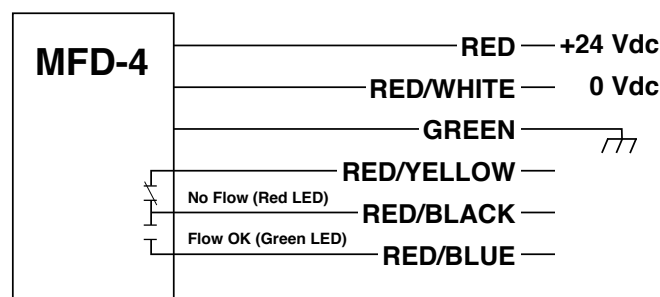 MFD-4
RED +24 Vdc
RED/WHITE 0 Vdc
GREEN
RED/YELLOW
No Flow (Red LED)
RED/BLACK
Flow OK (Green LED)
RED/BLUE